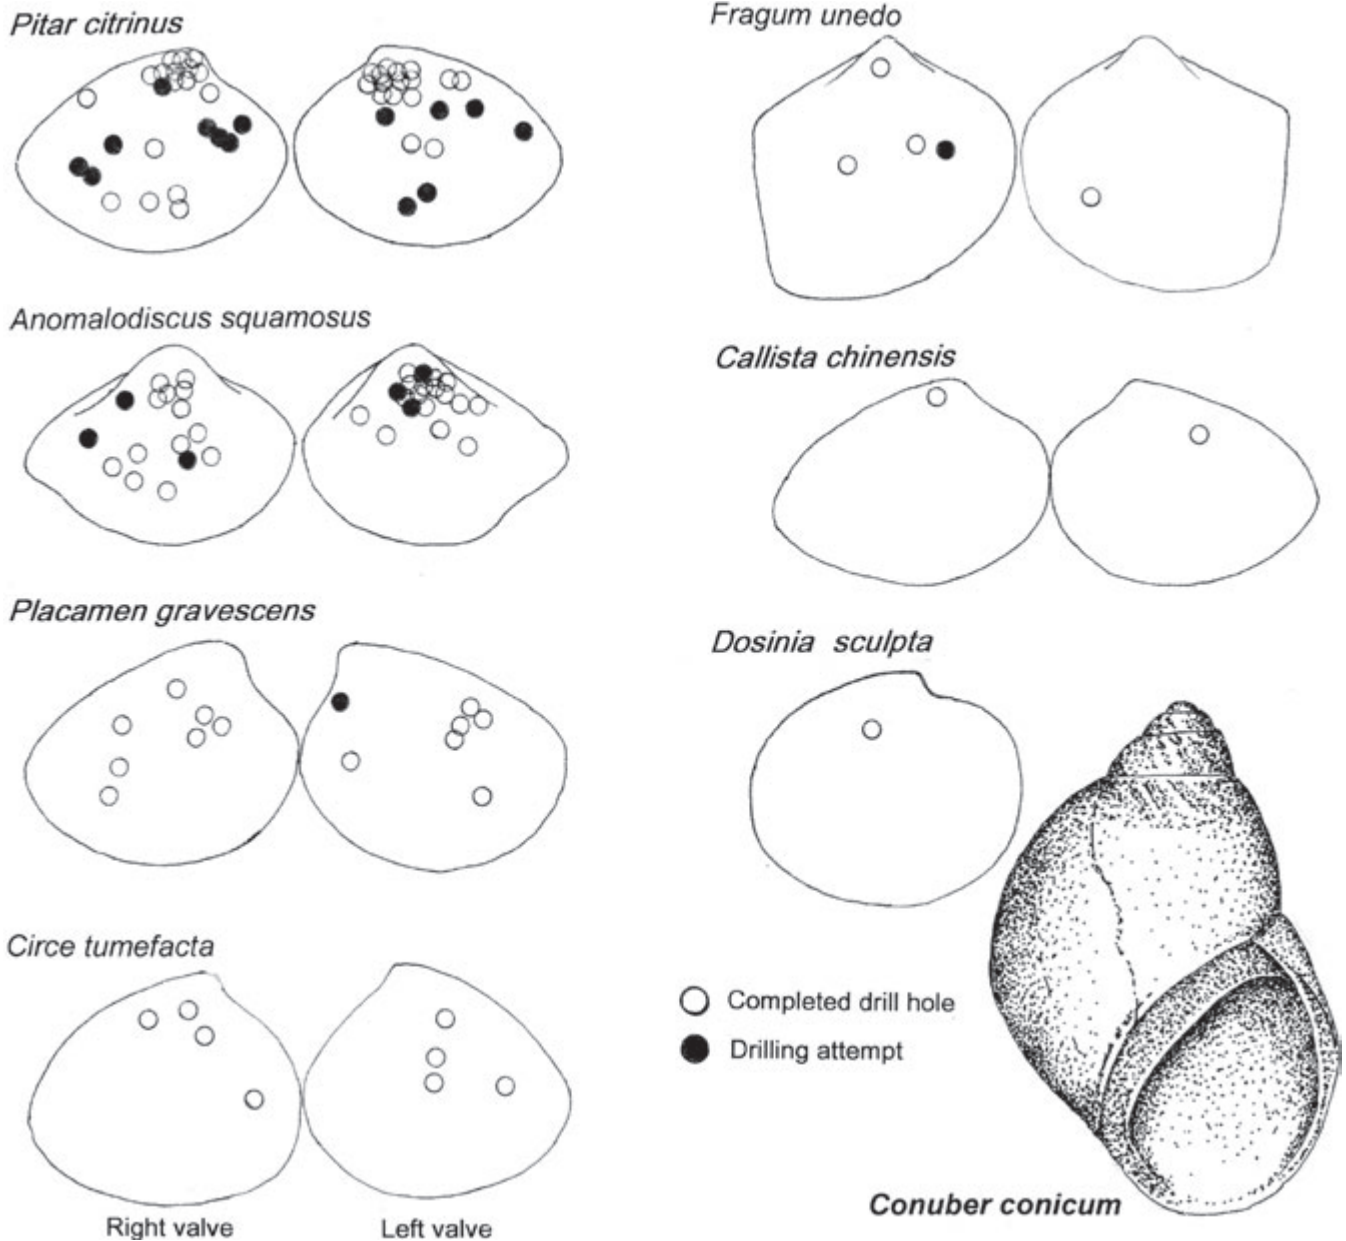 Pitar citrinus
Anomalodiscus squamosus
Placamen gravescens
Circe tumefacta
Right valve
Left valve
Fragum unedo
Callista chinensis
Dosinia sculpta
Completed drill hole
Drilling attempt
Conuber conicum